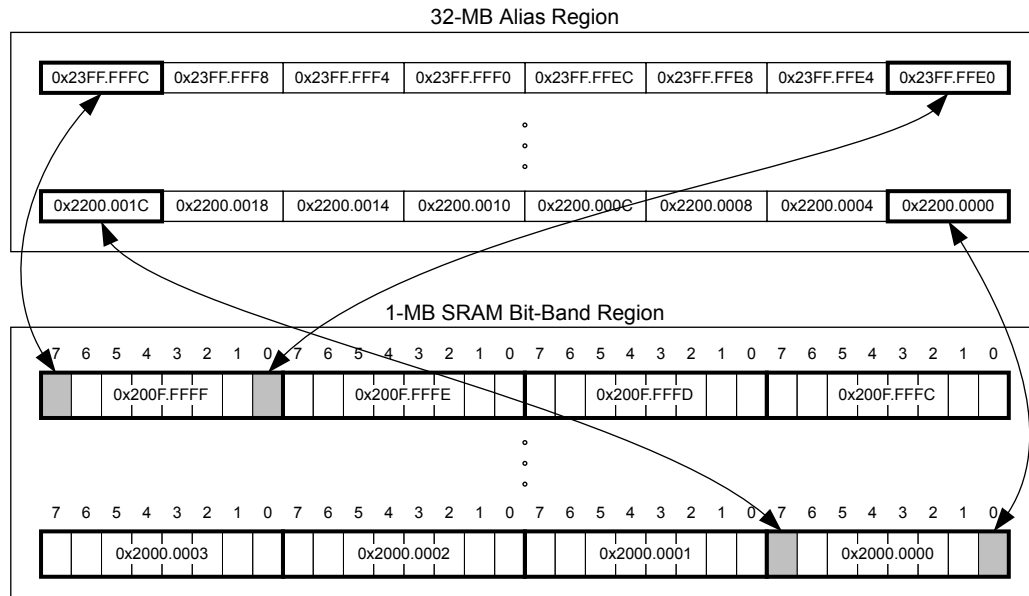 32-MB Alias Region
0x23FF.FFFC 0x23FF.FFF8 0x23FF.FFF4 0x23FF.FFF0 0x23FF.FFEC 0x23FF.FFE8 0x23FF.FFE4 0x23FF.FFE0
0x2200.001C 0x2200.0018 0x2200.0014 0x2200.0010 0x2200.000C 0x2200.0008 0x2200.0004 0x2200.0000
1-MB SRAM Bit-Band Region
7 6 5 4 3 2 1 0 7 6 5 4 3 2 1 0 7 6 5 4 3 2 1 0 7 6 5 4 3 2 1 0
0x200F.FFFF 0x200F.FFFE 0x200F.FFFD 0x200F.FFFC
7 6 5 4 3 2 1 0 7 6 5 4 3 2 1 0 7 6 5 4 3 2 1 0 7 6 5 4 3 2 1 0
0x2000.0003 0x2000.0002 0x2000.0001 0x2000.0000